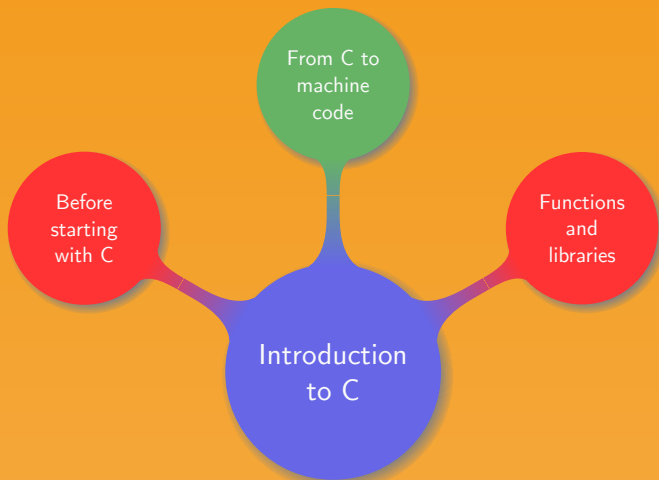 From C to
machine
code
Before
starting
with C
Functions
and
libraries
Introduction
to C